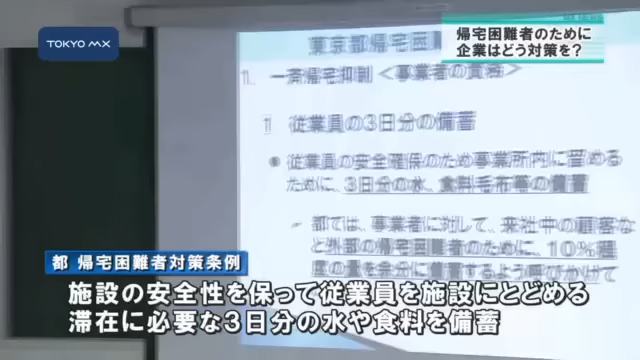 TOKYO MX
帰宅困難者のために
企業はどう対策を?
東京都帰宅困難
1. 一斉帰宅抑制<事業者の責務>
① 従業員の3日分の備蓄
● 従業員の安全確保のため事業所内に留める
ために、3日分の水、食料毛布等の備蓄
都では、事業者に対して、来社中の顧客な
ど外部の帰宅困難者のために、10%程
度の量を余分に備蓄するよう呼びかけて
都 帰宅困難者対策条例
施設の安全性を保って従業員を施設にとどめる
滞在に必要な3日分の水や食料を備蓄